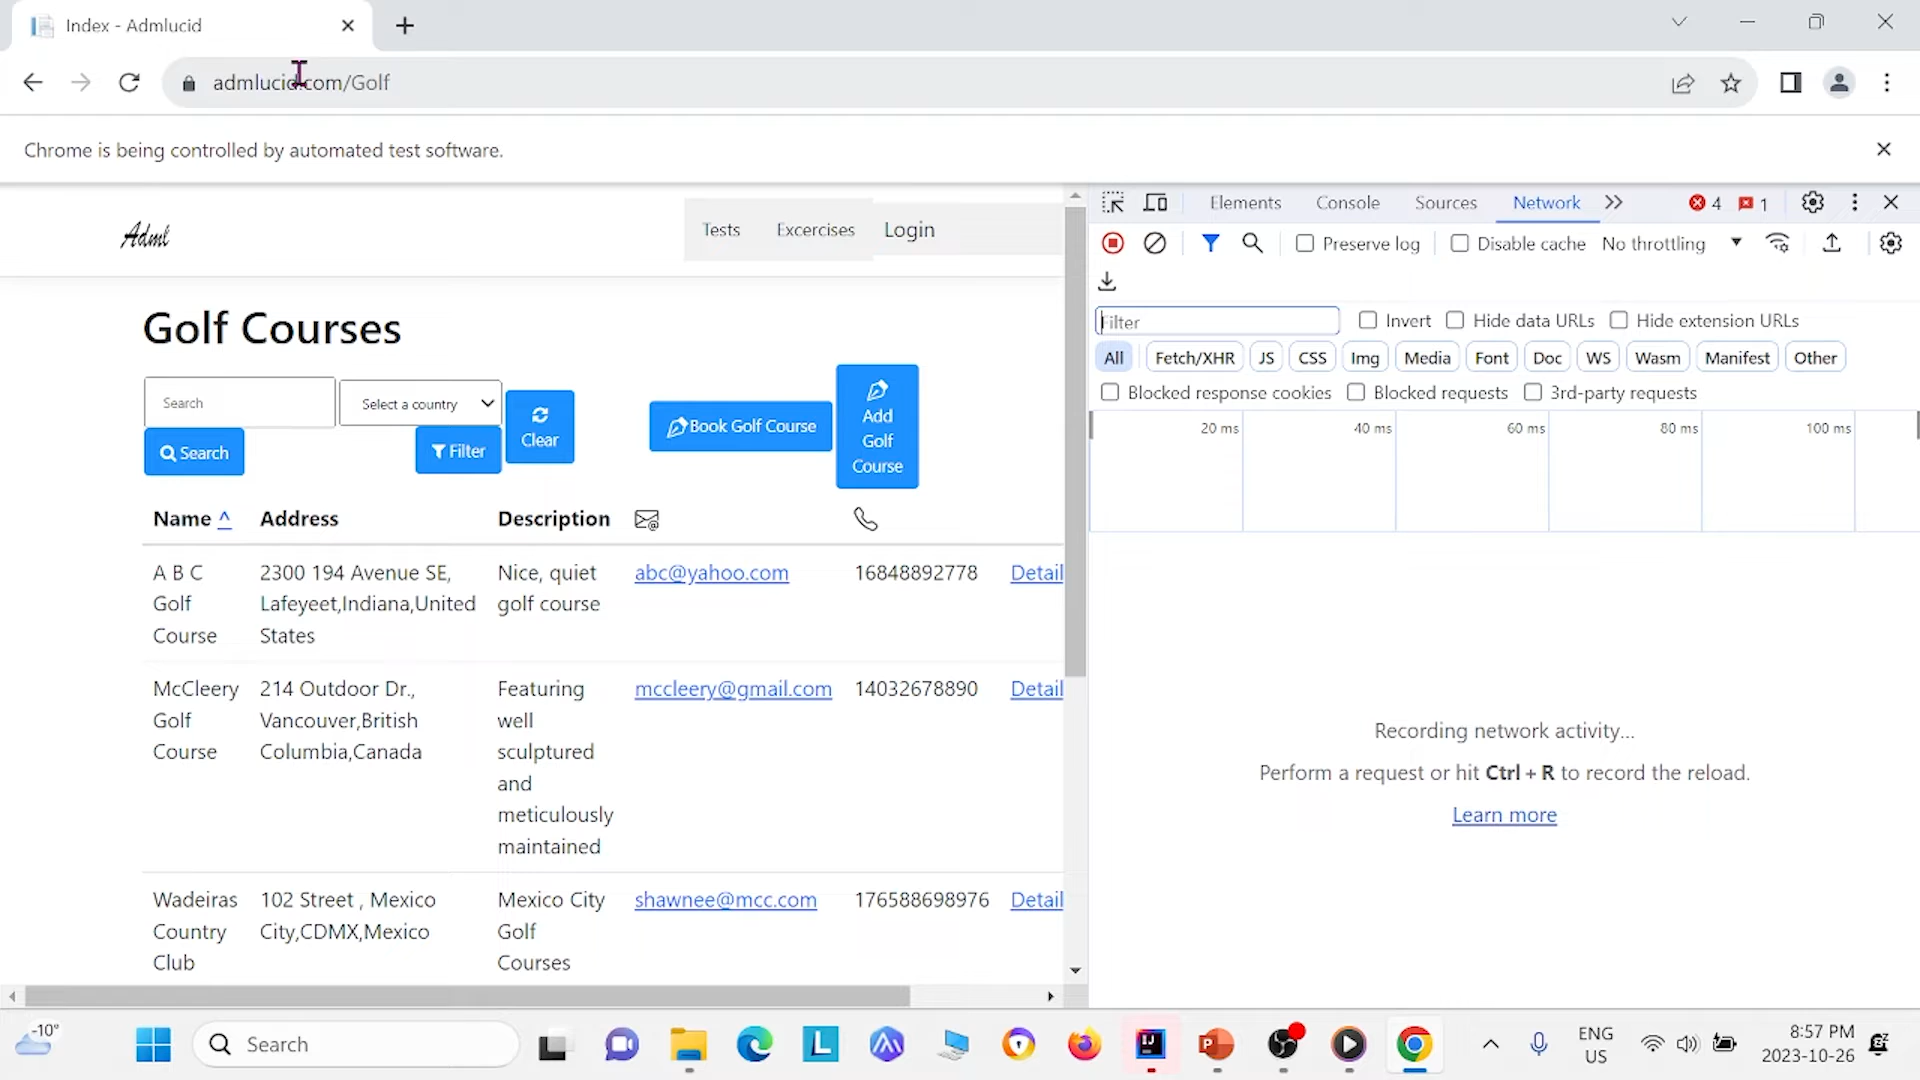 Index - Admlucid
admlucid.com/Golf
Chrome is being controlled by automated test software.
Adml
Tests Excercises Login
Golf Courses
Search
Select a country
Search
Filter
Clear
Book Golf Course
Add
Golf
Course
Name ^ Address Description
A B C
Golf
Course
2300 194 Avenue SE,
Lafeyeet,Indiana,United
States
Nice, quiet
golf course
abc@yahoo.com
16848892778
Detail
McCleery
Golf
Course
214 Outdoor Dr.,
Vancouver,British
Columbia,Canada
Featuring
well
sculptured
and
meticulously
maintained
mccleery@gmail.com
14032678890
Detail
Wadeiras
Country
Club
102 Street , Mexico
City,CDMX,Mexico
Mexico City
Golf
Courses
shawnee@mcc.com
176588698976
Detail
Elements Console Sources Network 4 1
Preserve log Disable cache No throttling
Filter Invert Hide data URLs Hide extension URLs
All Fetch/XHR JS CSS Img Media Font Doc WS Wasm Manifest Other
Blocked response cookies Blocked requests 3rd-party requests
20 ms 40 ms 60 ms 80 ms 100 ms
Recording network activity...
Perform a request or hit Ctrl + R to record the reload.
Learn more
-10°
Search
ENG
US
8:57 PM
2023-10-26